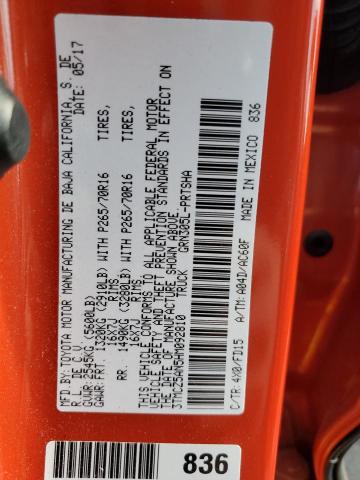 MFD.BY:TOYOTA MOTOR MANUFACTURING DE BAJA CALIFORNIA, S. DE
R.L. DE C.V. DATE: 05/17
GVWR:2545KG(5600LB)
GAWR:FRT 1320KG(2910LB) WITH P265/70R16 TIRES,
16X7J RIMS
RR. 1490KG(3280LB) WITH P265/70R16 TIRES,
16X7J RIMS
THIS VEHICLE CONFORMS TO ALL APPLICABLE FEDERAL MOTOR
VEHICLE SAFETY AND THEFT PREVENTION STANDARDS IN EFFECT ON
THE DATE OF MANUFACTURE SHOWN ABOVE.
3TMCZ5AN5HM092810 TRUCK GRN305L-PRTSHA
C/TR:4X0/FD15 A/TM:A04D/AC60F MADE IN MEXICO 836
836